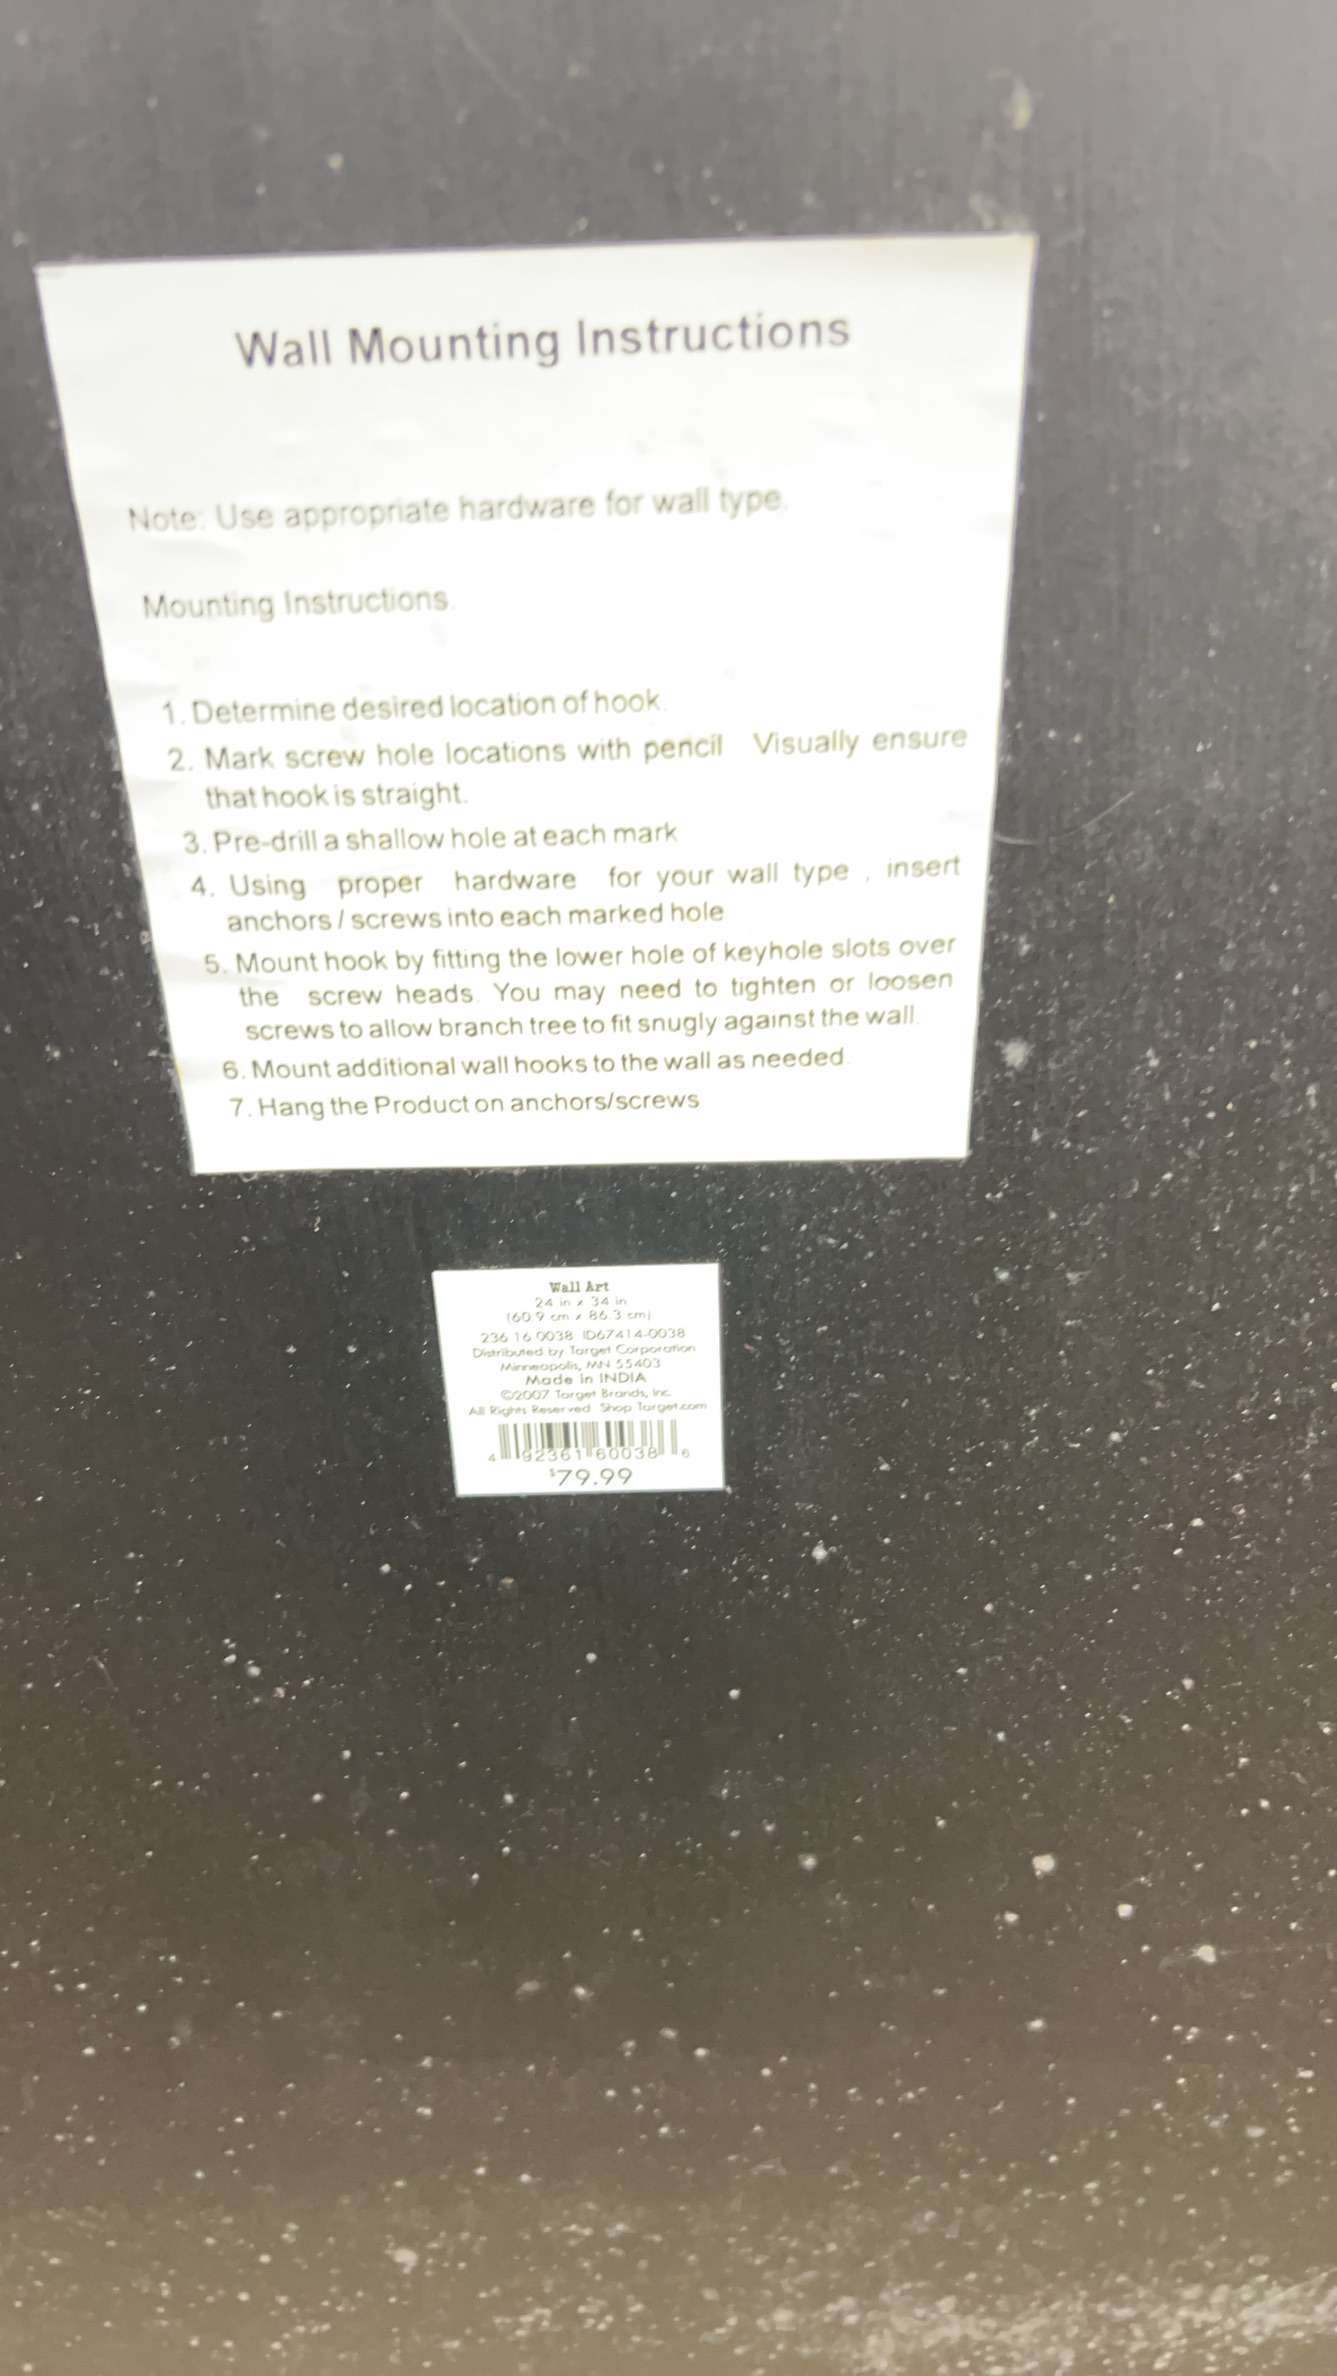 Wall Mounting Instructions
Note: Use appropriate hardware for wall type.
Mounting Instructions.
1. Determine desired location of hook.
2. Mark screw hole locations with pencil Visually ensure
that hook is straight.
3. Pre-drill a shallow hole at each mark
4. Using proper hardware for your wall type , insert
anchors / screws into each marked hole
5. Mount hook by fitting the lower hole of keyhole slots over
the screw heads. You may need to tighten or loosen
screws to allow branch tree to fit snugly against the wall.
6. Mount additional wall hooks to the wall as needed.
7. Hang the Product on anchors/screws
Wall Art
24 in x 34 in
(60.9 cm x 86.3 cm)
236 16 0038 ID67414-0038
Distributed by Target Corporation
Minneapolis, MN 55403
Made in INDIA
©2007 Target Brands, Inc.
All Rights Reserved Shop Target.com
4 92361 60038 6
$79.99